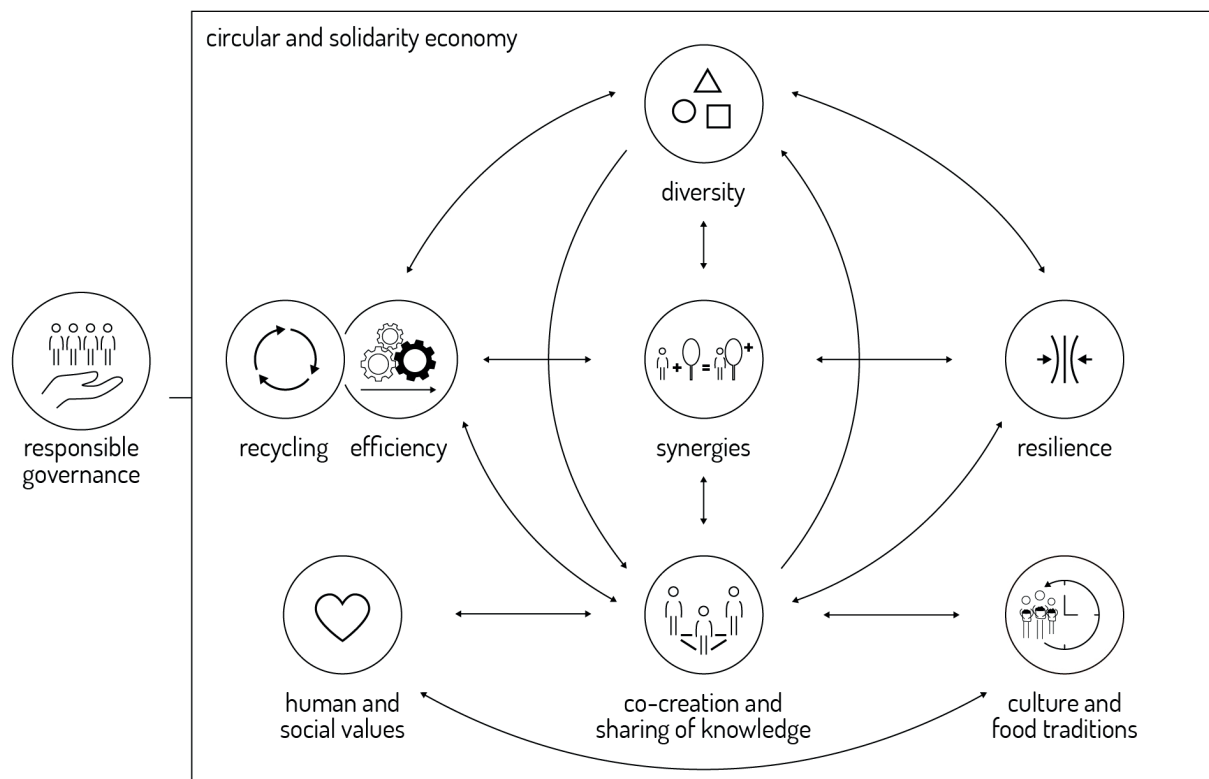 circular and solidarity economy
diversity
responsible
governance
recycling
efficiency
synergies
resilience
human and
social values
co-creation and
sharing of knowledge
culture and
food traditions